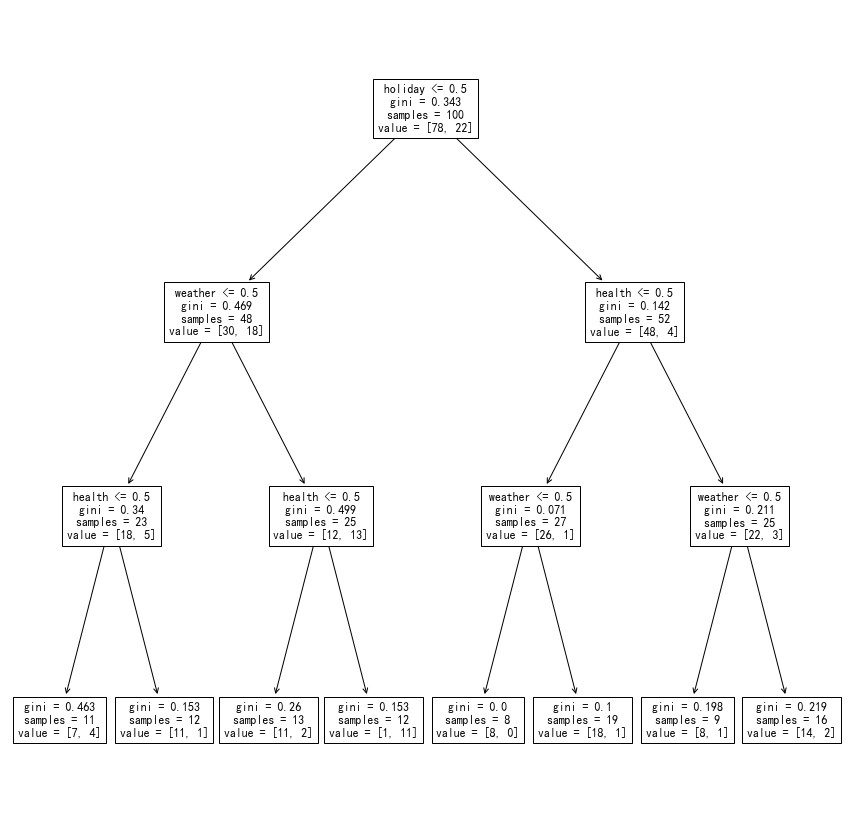 holiday <= 0.5
gini = 0.343
samples = 100
value = [78, 22]
weather <= 0.5
gini = 0.469
samples = 48
value = [30, 18]
health <= 0.5
gini = 0.142
samples = 52
value = [48, 4]
health <= 0.5
gini = 0.34
samples = 23
value = [18, 5]
health <= 0.5
gini = 0.499
samples = 25
value = [12, 13]
weather <= 0.5
gini = 0.071
samples = 27
value = [26, 1]
weather <= 0.5
gini = 0.211
samples = 25
value = [22, 3]
gini = 0.463
samples = 11
value = [7, 4]
gini = 0.153
samples = 12
value = [11, 1]
gini = 0.26
samples = 13
value = [11, 2]
gini = 0.153
samples = 12
value = [1, 11]
gini = 0.0
samples = 8
value = [8, 0]
gini = 0.1
samples = 19
value = [18, 1]
gini = 0.198
samples = 9
value = [8, 1]
gini = 0.219
samples = 16
value = [14, 2]